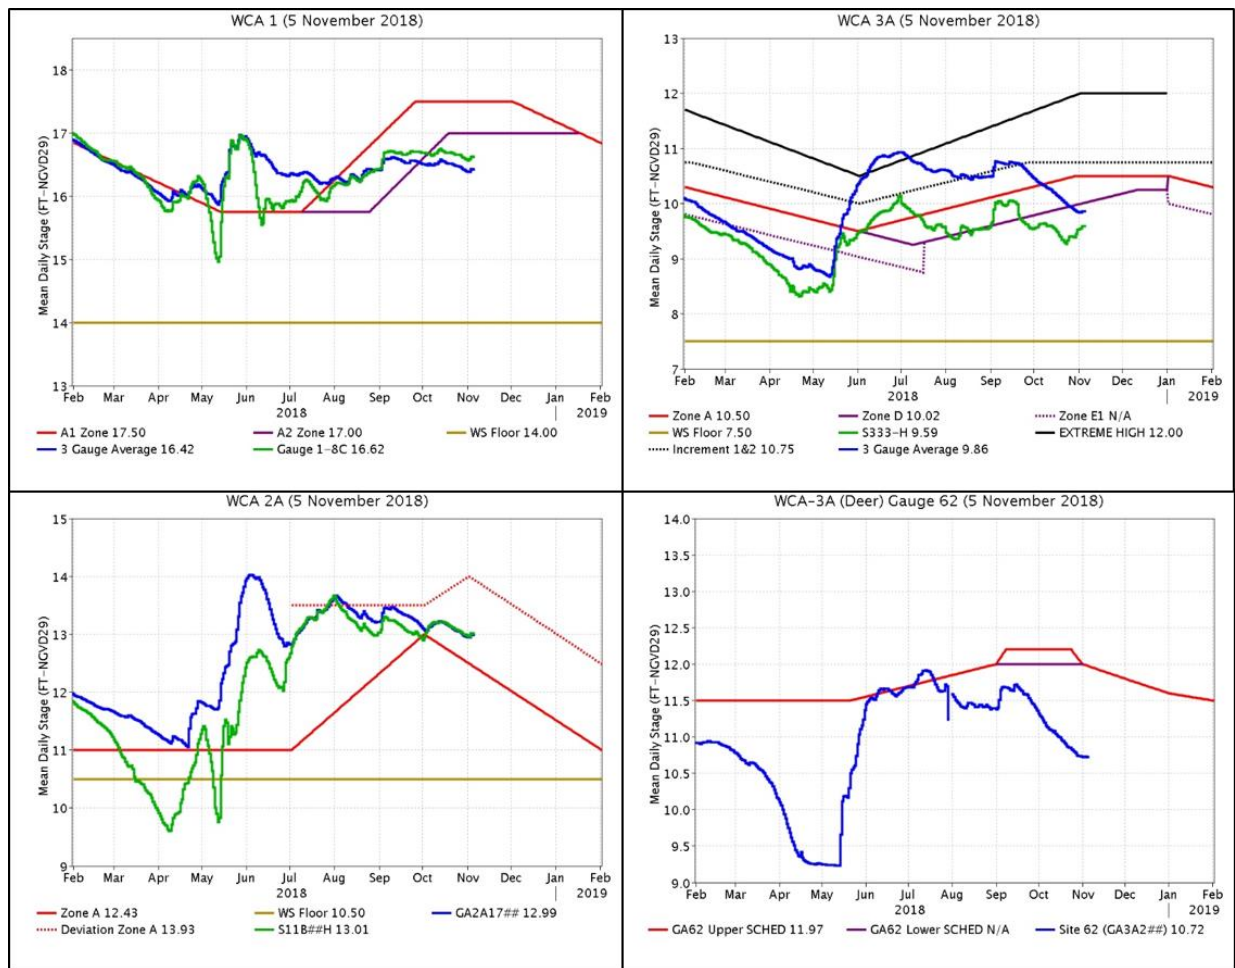 WCA 1 (5 November 2018)
Mean Daily Stage (FT-NGVD29)
18
17
16
15
14
13
Feb Mar Apr May Jun Jul Aug Sep Oct Nov Dec Jan Feb
2018 | 2019
A1 Zone 17.50 A2 Zone 17.00 WS Floor 14.00
3 Gauge Average 16.42 Gauge 1-8C 16.62
WCA 3A (5 November 2018)
Mean Daily Stage (FT-NGVD29)
13
12
11
10
9
8
7
Feb Mar Apr May Jun Jul Aug Sep Oct Nov Dec Jan Feb
2018 | 2019
Zone A 10.50 Zone D 10.02 Zone E1 N/A
WS Floor 7.50 S333-H 9.59 EXTREME HIGH 12.00
Increment 1&2 10.75 3 Gauge Average 9.86
WCA 2A (5 November 2018)
Mean Daily Stage (FT-NGVD29)
15
14
13
12
11
10
9
Feb Mar Apr May Jun Jul Aug Sep Oct Nov Dec Jan Feb
2018 | 2019
Zone A 12.43 WS Floor 10.50 GA2A17## 12.99
Deviation Zone A 13.93 S11B##H 13.01
WCA-3A (Deer) Gauge 62 (5 November 2018)
Mean Daily Stage (FT-NGVD29)
14.0
13.5
13.0
12.5
12.0
11.5
11.0
10.5
10.0
9.5
9.0
Feb Mar Apr May Jun Jul Aug Sep Oct Nov Dec Jan Feb
2018 | 2019
GA62 Upper SCHED 11.97 GA62 Lower SCHED N/A Site 62 (GA3A2##) 10.72